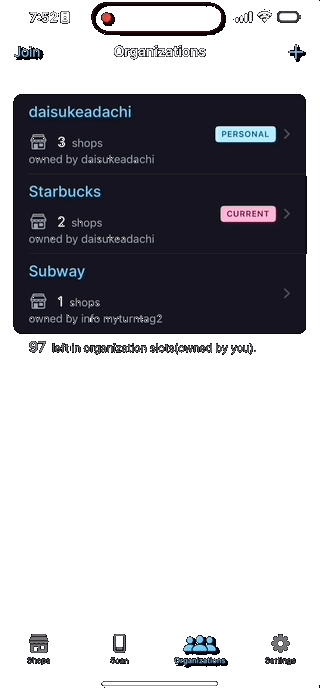 7:52
Join Organizations +
daisukeadachi
PERSONAL
3 shops
owned by daisukeadachi
Starbucks
CURRENT
2 shops
owned by daisukeadachi
Subway
1 shops
owned by info myturntag2
97 left in organization slots(owned by you).
Shops Scan Organizations Settings